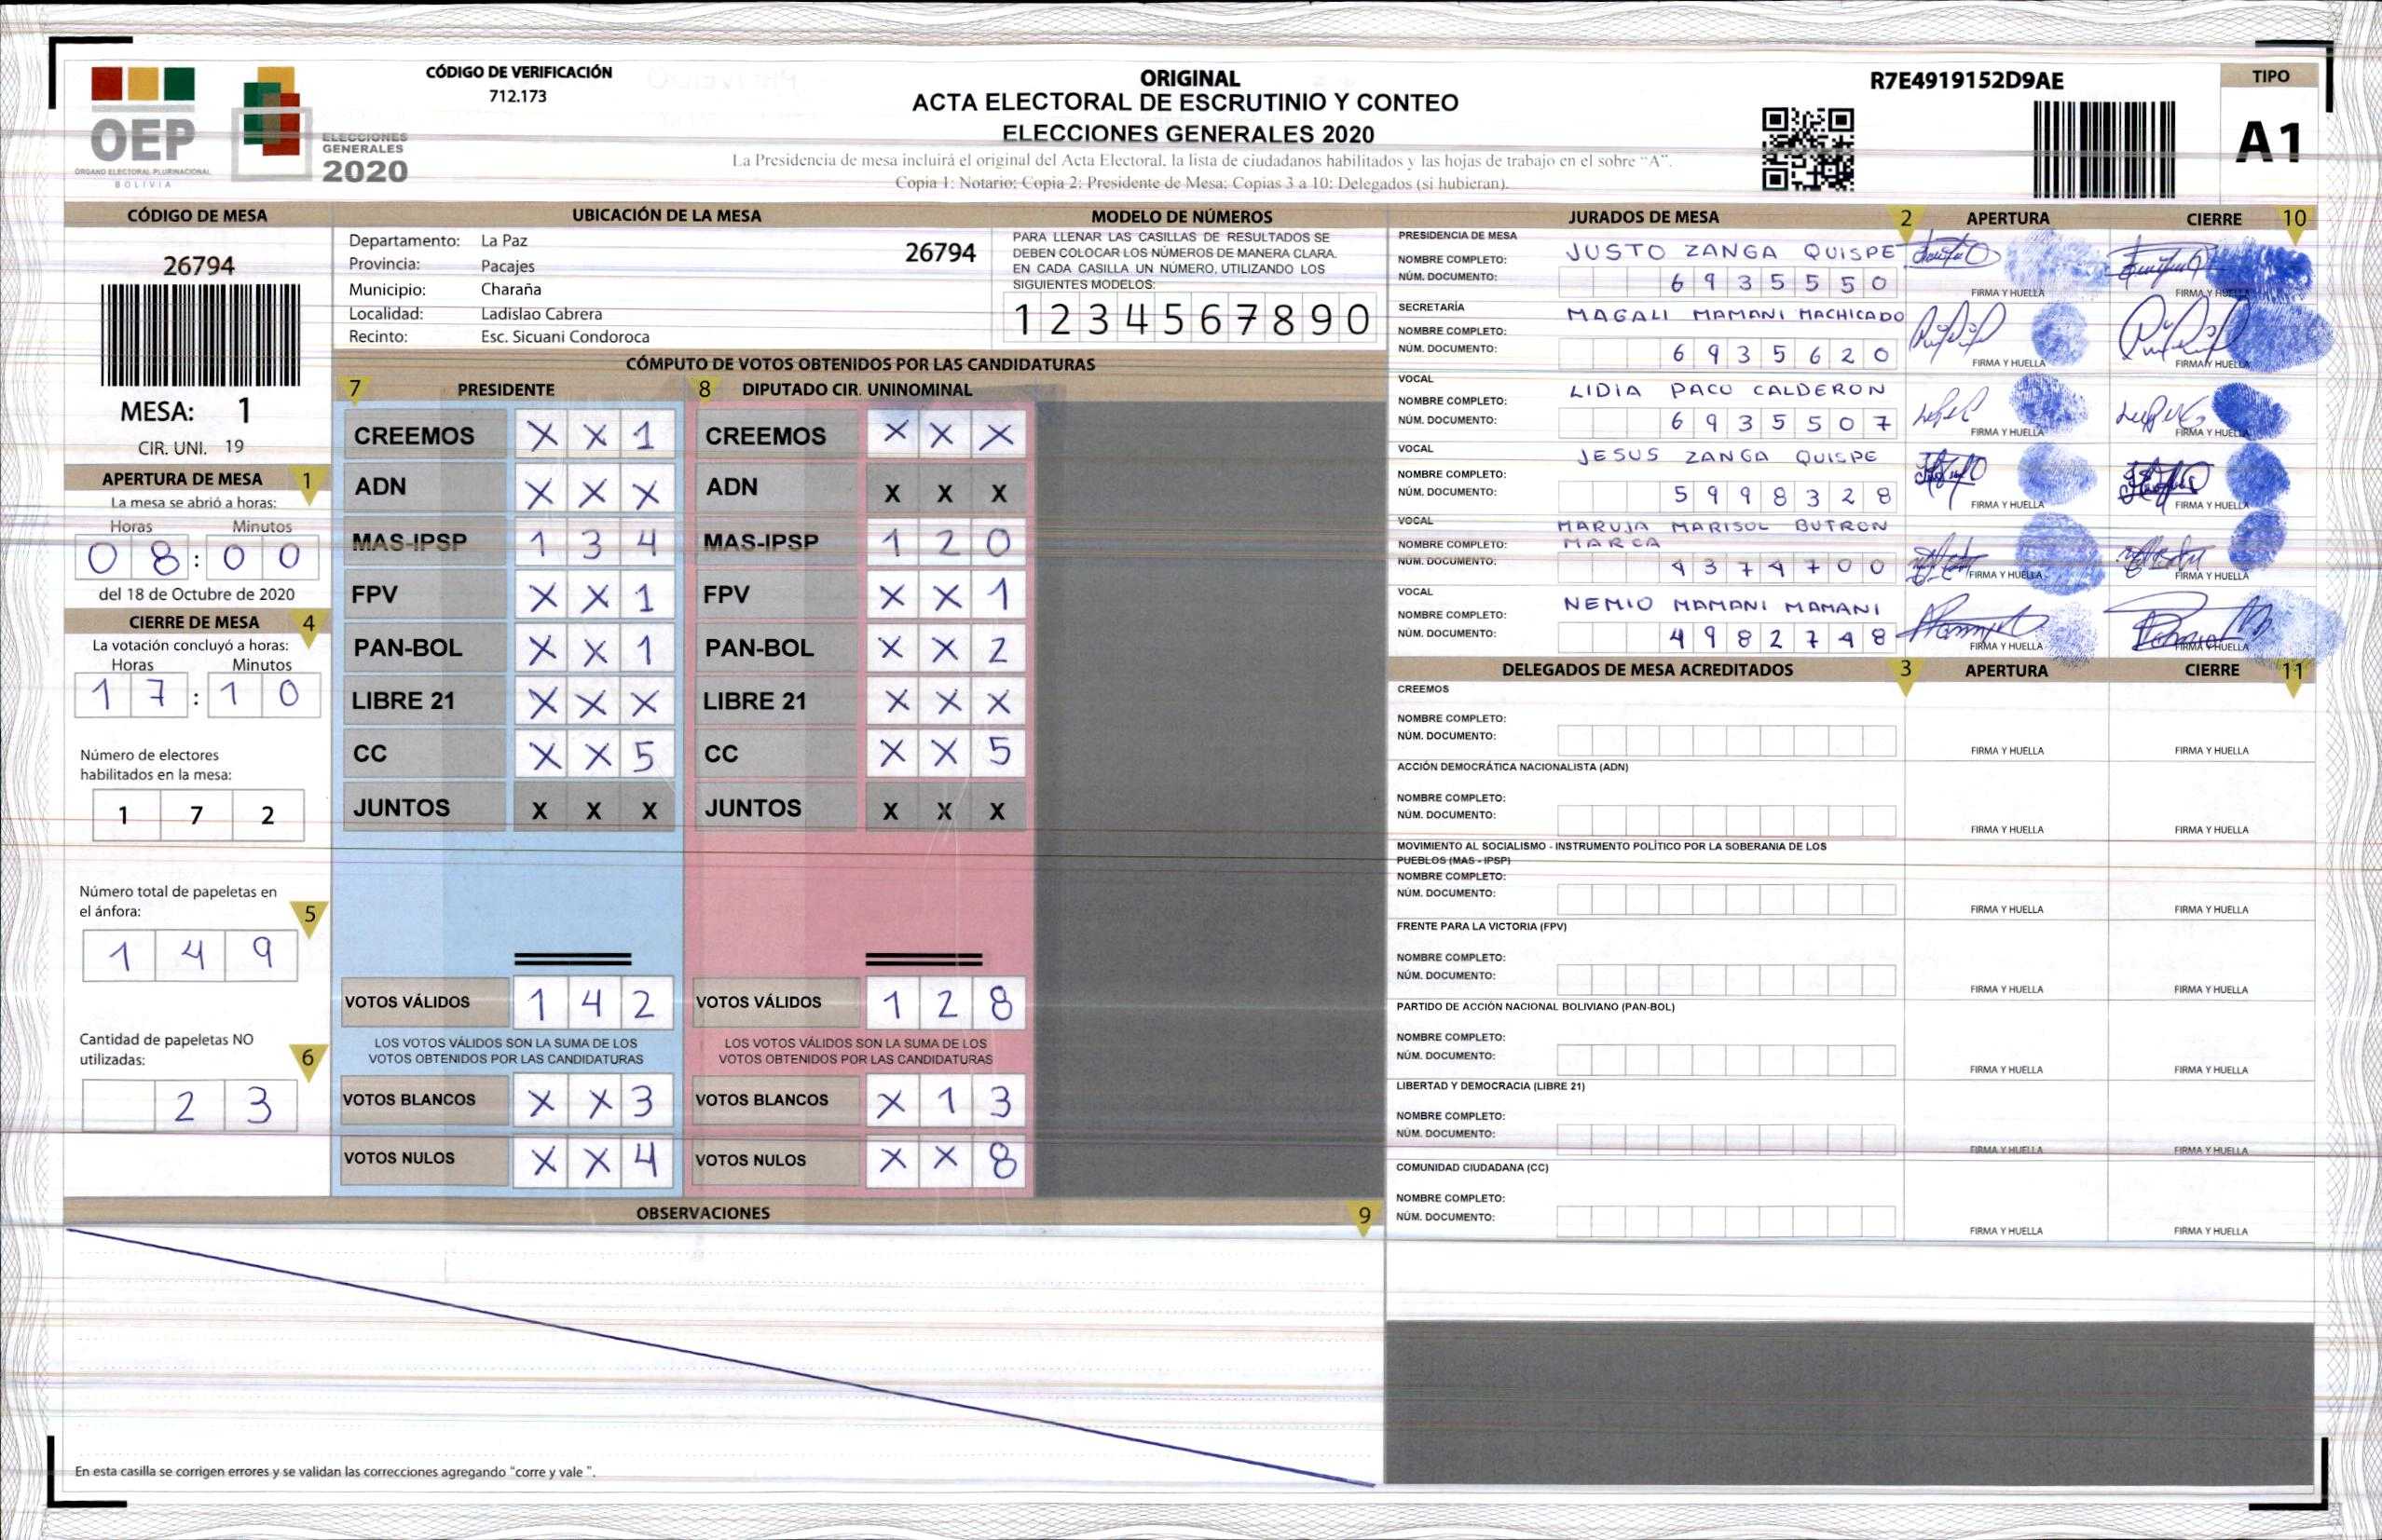 CÓDIGO DE VERIFICACIÓN
712.173
OEP
ÓRGANO ELECTORAL PLURINACIONAL
BOLIVIA
ELECCIONES
GENERALES
2020
ORIGINAL
ACTA ELECTORAL DE ESCRUTINIO Y CONTEO
ELECCIONES GENERALES 2020
La Presidencia de mesa incluirá el original del Acta Electoral, la lista de ciudadanos habilitados y las hojas de trabajo en el sobre “A”.
Copia 1: Notario; Copia 2: Presidente de Mesa; Copias 3 a 10: Delegados (si hubieran).
R7E4919152D9AE
TIPO
A1
CÓDIGO DE MESA
26794
MESA: 1
CIR. UNI. 19
APERTURA DE MESA 1
La mesa se abrió a horas:
Horas Minutos
0 8 : 0 0
del 18 de Octubre de 2020
CIERRE DE MESA 4
La votación concluyó a horas:
Horas Minutos
1 7 : 1 0
Número de electores
habilitados en la mesa:
1 7 2
Número total de papeletas en
el ánfora: 5
1 4 9
Cantidad de papeletas NO
utilizadas: 6
2 3
UBICACIÓN DE LA MESA
Departamento: La Paz 26794
Provincia: Pacajes
Municipio: Charaña
Localidad: Ladislao Cabrera
Recinto: Esc. Sicuani Condoroca
MODELO DE NÚMEROS
PARA LLENAR LAS CASILLAS DE RESULTADOS SE
DEBEN COLOCAR LOS NÚMEROS DE MANERA CLARA.
EN CADA CASILLA UN NÚMERO, UTILIZANDO LOS
SIGUIENTES MODELOS:
1 2 3 4 5 6 7 8 9 0
CÓMPUTO DE VOTOS OBTENIDOS POR LAS CANDIDATURAS
7 PRESIDENTE 8 DIPUTADO CIR. UNINOMINAL
CREEMOS X X 1 CREEMOS X X X
ADN X X X ADN X X X
MAS-IPSP 1 3 4 MAS-IPSP 1 2 0
FPV X X 1 FPV X X 1
PAN-BOL X X 1 PAN-BOL X X 2
LIBRE 21 X X X LIBRE 21 X X X
CC X X 5 CC X X 5
JUNTOS X X X JUNTOS X X X
VOTOS VÁLIDOS 1 4 2 VOTOS VÁLIDOS 1 2 8
LOS VOTOS VÁLIDOS SON LA SUMA DE LOS LOS VOTOS VÁLIDOS SON LA SUMA DE LOS
VOTOS OBTENIDOS POR LAS CANDIDATURAS VOTOS OBTENIDOS POR LAS CANDIDATURAS
VOTOS BLANCOS X X 3 VOTOS BLANCOS X 1 3
VOTOS NULOS X X 4 VOTOS NULOS X X 8
OBSERVACIONES 9
En esta casilla se corrigen errores y se validan las correcciones agregando "corre y vale ".
JURADOS DE MESA 2 APERTURA CIERRE 10
PRESIDENCIA DE MESA
NOMBRE COMPLETO: JUSTO ZANGA QUISPE
NÚM. DOCUMENTO: 6 9 3 5 5 5 0
FIRMA Y HUELLA FIRMA Y HUELLA
SECRETARÍA
NOMBRE COMPLETO: MAGALI MAMANI MACHICADO
NÚM. DOCUMENTO: 6 9 3 5 6 2 0
FIRMA Y HUELLA FIRMA Y HUELLA
VOCAL
NOMBRE COMPLETO: LIDIA PACO CALDERON
NÚM. DOCUMENTO: 6 9 3 5 5 0 7
FIRMA Y HUELLA FIRMA Y HUELLA
VOCAL
NOMBRE COMPLETO: JESUS ZANGA QUISPE
NÚM. DOCUMENTO: 5 9 9 8 3 2 8
FIRMA Y HUELLA FIRMA Y HUELLA
VOCAL
NOMBRE COMPLETO: MARUJA MARISOL BUTRON
MARCA
NÚM. DOCUMENTO: 4 3 7 4 7 0 0
FIRMA Y HUELLA FIRMA Y HUELLA
VOCAL
NOMBRE COMPLETO: NEMIO MAMANI MAMANI
NÚM. DOCUMENTO: 4 9 8 2 7 4 8
FIRMA Y HUELLA FIRMA Y HUELLA
DELEGADOS DE MESA ACREDITADOS 3 APERTURA CIERRE 11
CREEMOS
NOMBRE COMPLETO:
NÚM. DOCUMENTO:
FIRMA Y HUELLA FIRMA Y HUELLA
ACCIÓN DEMOCRÁTICA NACIONALISTA (ADN)
NOMBRE COMPLETO:
NÚM. DOCUMENTO:
FIRMA Y HUELLA FIRMA Y HUELLA
MOVIMIENTO AL SOCIALISMO - INSTRUMENTO POLÍTICO POR LA SOBERANIA DE LOS
PUEBLOS (MAS - IPSP)
NOMBRE COMPLETO:
NÚM. DOCUMENTO:
FIRMA Y HUELLA FIRMA Y HUELLA
FRENTE PARA LA VICTORIA (FPV)
NOMBRE COMPLETO:
NÚM. DOCUMENTO:
FIRMA Y HUELLA FIRMA Y HUELLA
PARTIDO DE ACCIÓN NACIONAL BOLIVIANO (PAN-BOL)
NOMBRE COMPLETO:
NÚM. DOCUMENTO:
FIRMA Y HUELLA FIRMA Y HUELLA
LIBERTAD Y DEMOCRACIA (LIBRE 21)
NOMBRE COMPLETO:
NÚM. DOCUMENTO:
FIRMA Y HUELLA FIRMA Y HUELLA
COMUNIDAD CIUDADANA (CC)
NOMBRE COMPLETO:
NÚM. DOCUMENTO:
FIRMA Y HUELLA FIRMA Y HUELLA